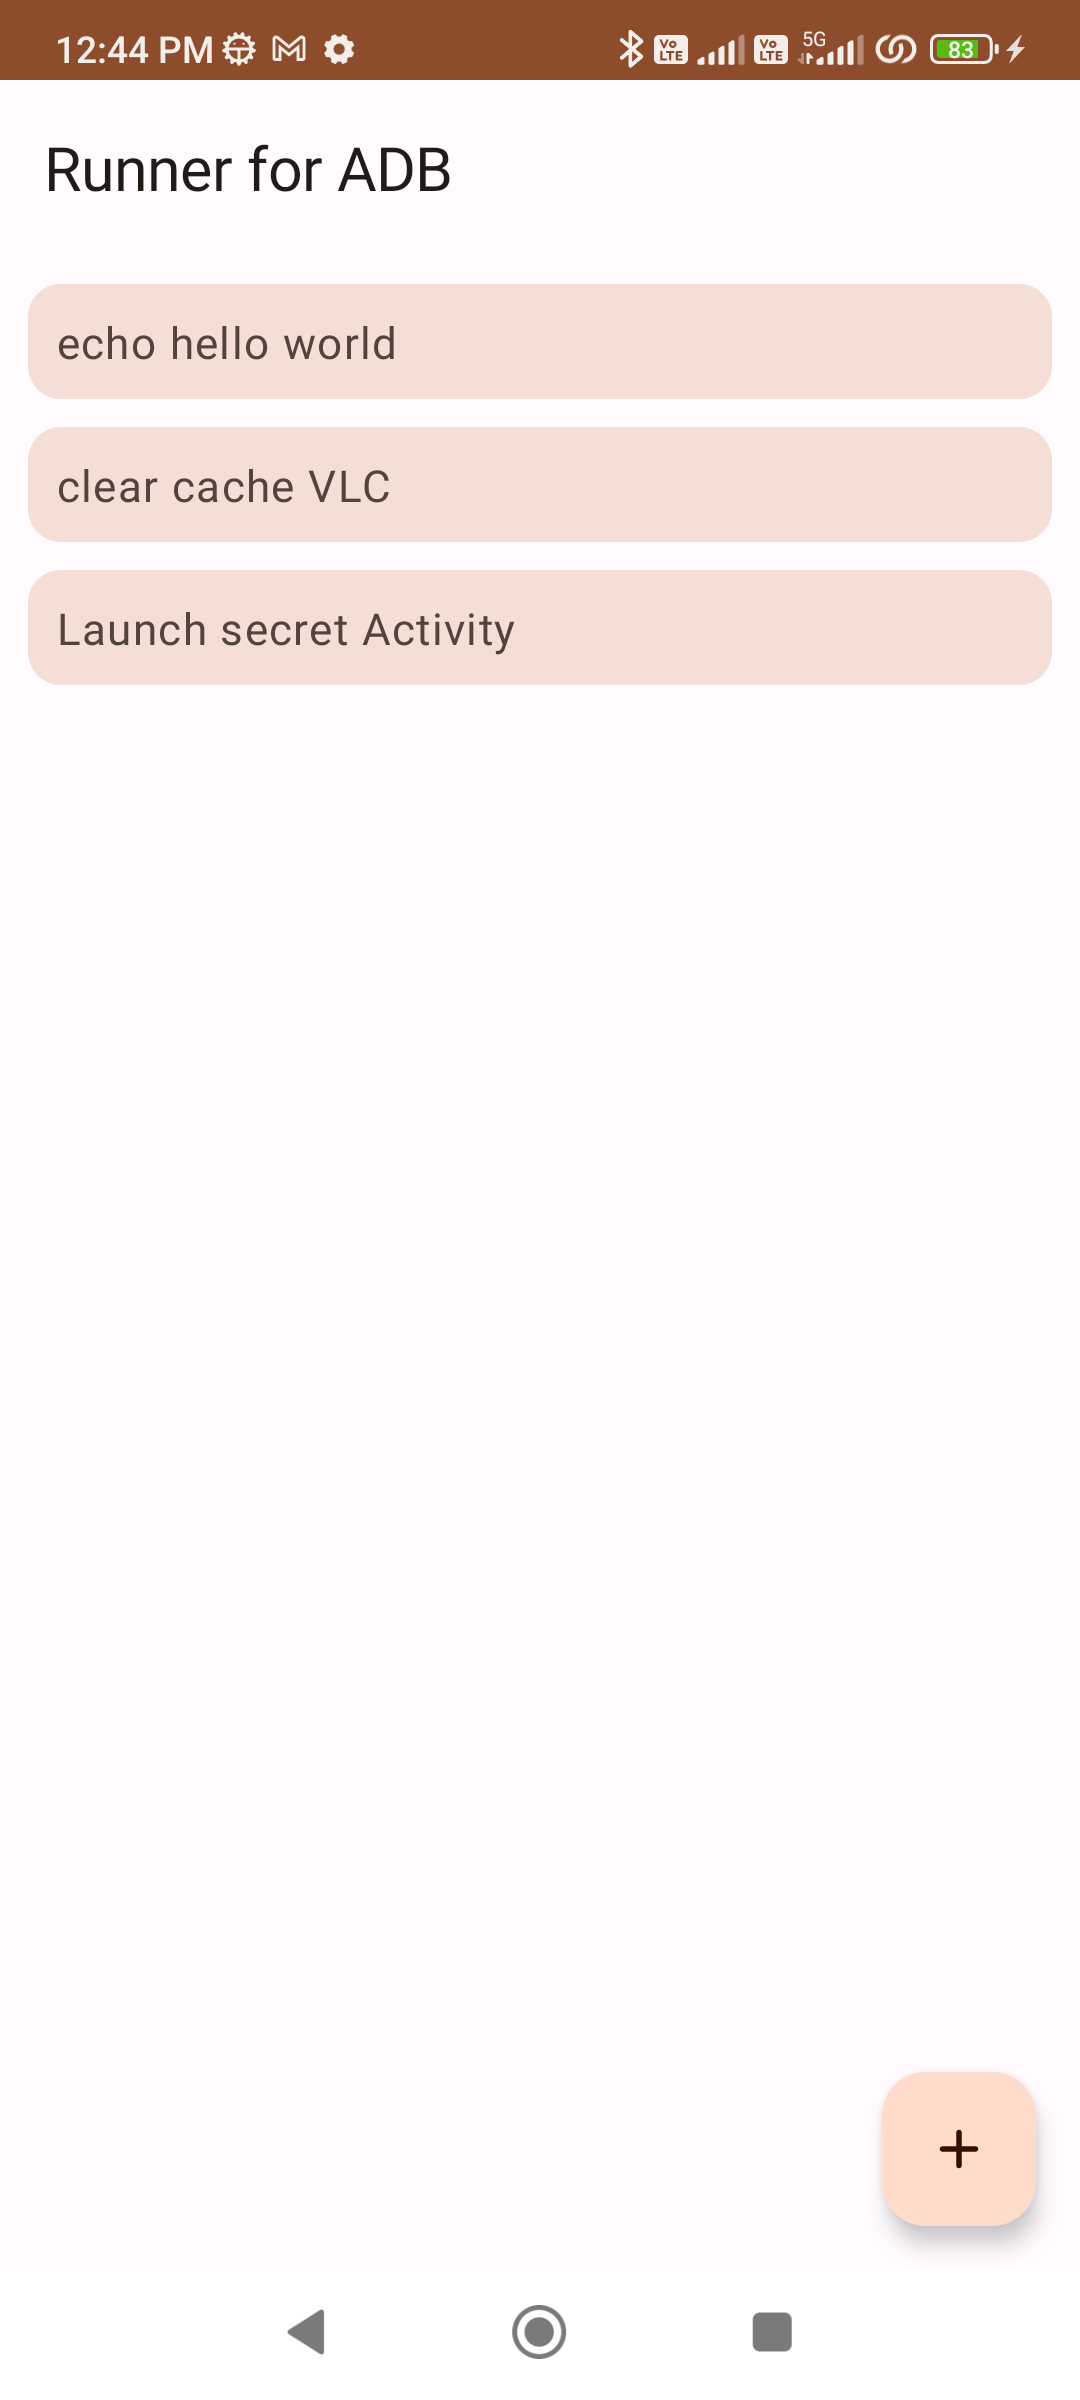 12:44 PM
Vo LTE
Vo LTE
5G
83
Runner for ADB
echo hello world
clear cache VLC
Launch secret Activity